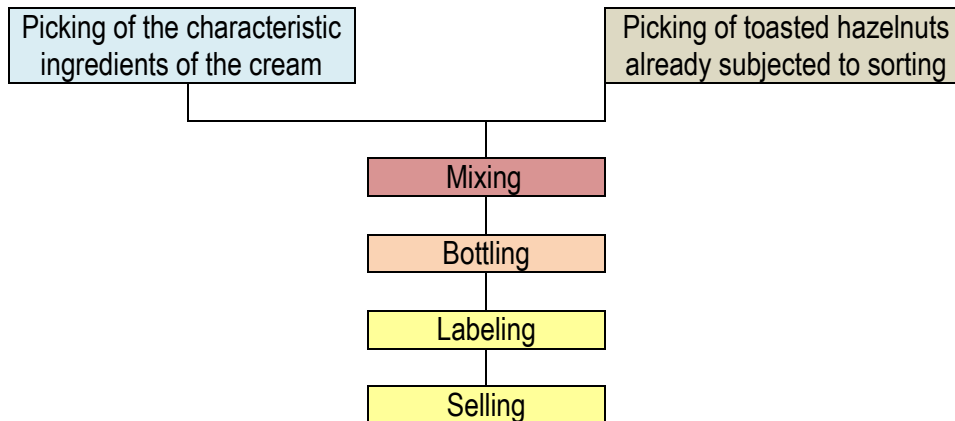 Picking of the characteristic
ingredients of the cream
Picking of toasted hazelnuts
already subjected to sorting
Mixing
Bottling
Labeling
Selling